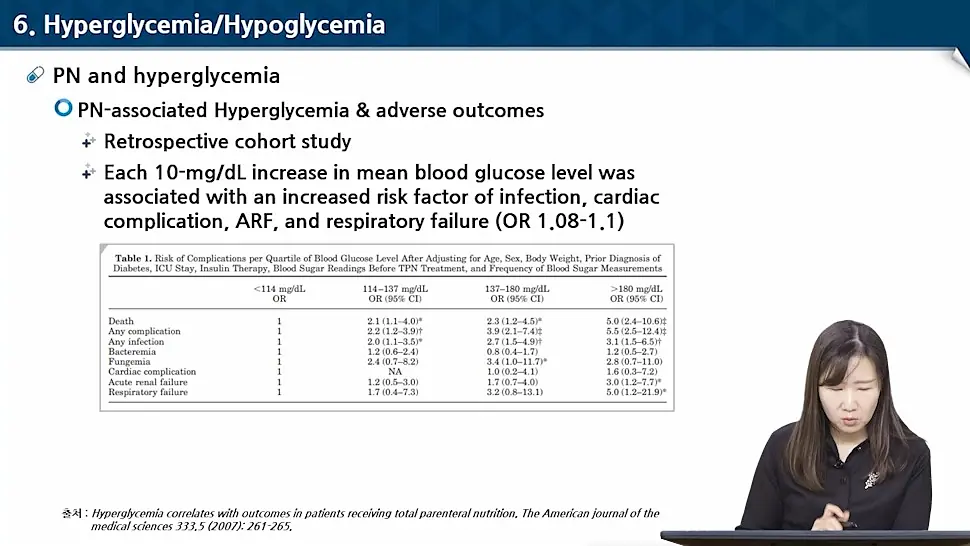 6. Hyperglycemia/Hypoglycemia
PN and hyperglycemia
PN-associated Hyperglycemia & adverse outcomes
Retrospective cohort study
Each 10-mg/dL increase in mean blood glucose level was
associated with an increased risk factor of infection, cardiac
complication, ARF, and respiratory failure (OR 1.08-1.1)
Table 1. Risk of Complications per Quartile of Blood Glucose Level After Adjusting for Age, Sex, Body Weight, Prior Diagnosis of
Diabetes, ICU Stay, Insulin Therapy, Blood Sugar Readings Before TPN Treatment, and Frequency of Blood Sugar Measurements
<114 mg/dL 114–137 mg/dL 137–180 mg/dL >180 mg/dL
OR OR (95% CI) OR (95% CI) OR (95% CI)
Death 1 2.1 (1.1–4.0)* 2.3 (1.2–4.5)* 5.0 (2.4–10.6)‡
Any complication 1 2.2 (1.2–3.9)† 3.9 (2.1–7.4)‡ 5.5 (2.5–12.4)‡
Any infection 1 2.0 (1.1–3.5)* 2.7 (1.5–4.9)† 3.1 (1.5–6.5)†
Bacteremia 1 1.2 (0.6–2.4) 0.8 (0.4–1.7) 1.2 (0.5–2.7)
Fungemia 1 2.4 (0.7–8.2) 3.4 (1.0–11.7)* 2.8 (0.7–11.0)
Cardiac complication 1 NA 1.0 (0.2–4.1) 1.6 (0.3–7.2)
Acute renal failure 1 1.2 (0.5–3.0) 1.7 (0.7–4.0) 3.0 (1.2–7.7)*
Respiratory failure 1 1.7 (0.4–7.3) 3.2 (0.8–13.1) 5.0 (1.2–21.9)*
출처 : Hyperglycemia correlates with outcomes in patients receiving total parenteral nutrition. The American journal of the
medical sciences 333.5 (2007): 261-265.